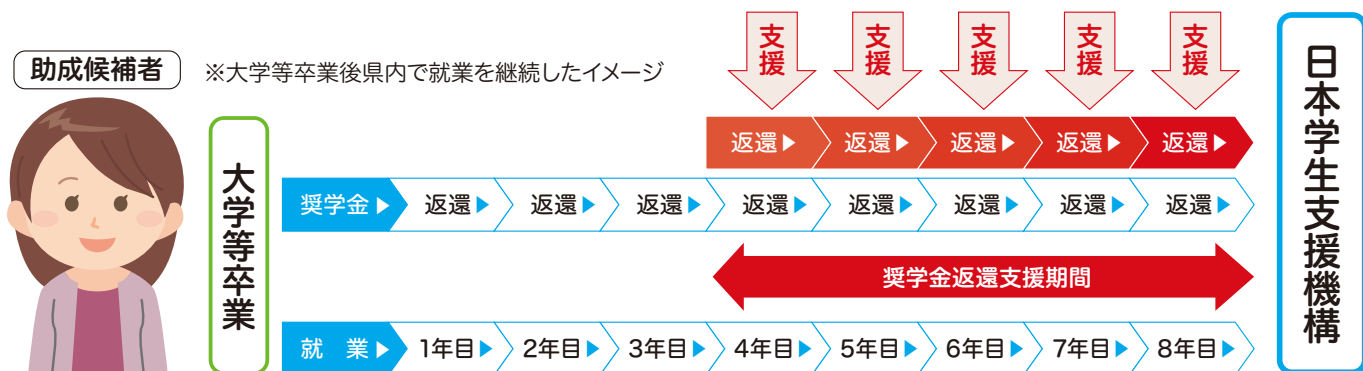 助成候補者
※大学等卒業後県内で就業を継続したイメージ
支援 支援 支援 支援 支援
返還▶ 返還▶ 返還▶ 返還▶ 返還▶
大学等卒業
奨学金▶ 返還▶ 返還▶ 返還▶ 返還▶ 返還▶ 返還▶ 返還▶ 返還▶
奨学金返還支援期間
就　業▶ 1年目▶ 2年目▶ 3年目▶ 4年目▶ 5年目▶ 6年目▶ 7年目▶ 8年目▶
日本学生支援機構